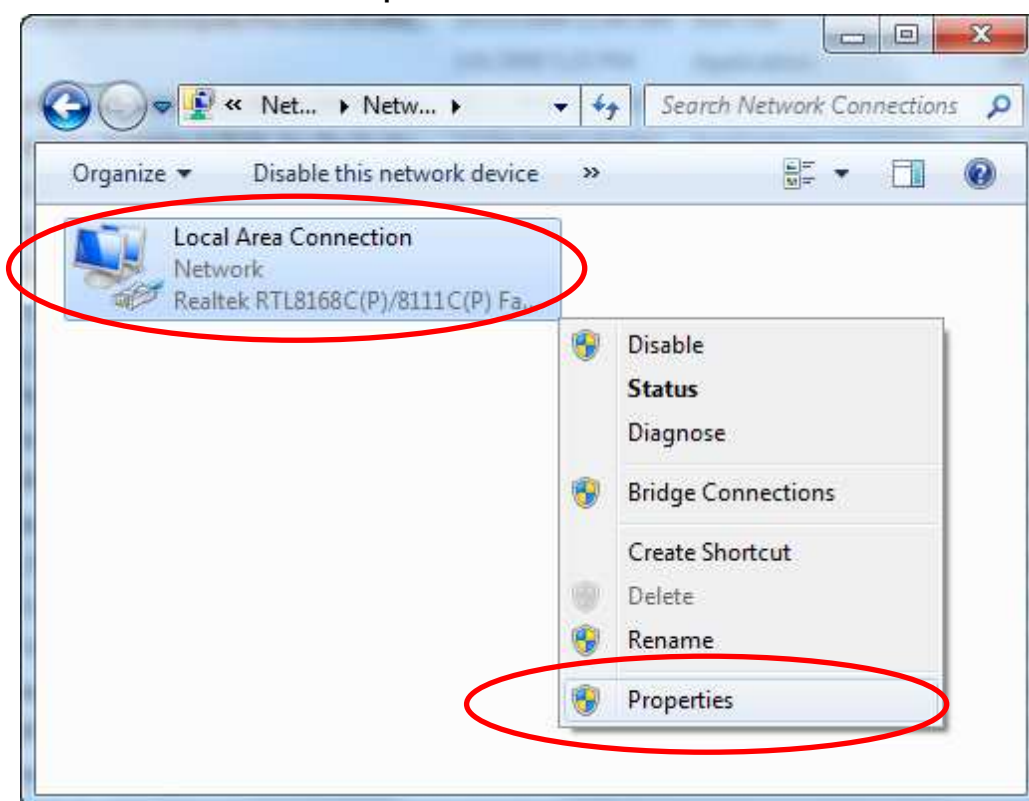 « Net... Netw...
Search Network Connections
Organize Disable this network device »
Local Area Connection
Network
Realtek RTL8168C(P)/8111C(P) Fa...
Disable
Status
Diagnose
Bridge Connections
Create Shortcut
Delete
Rename
Properties